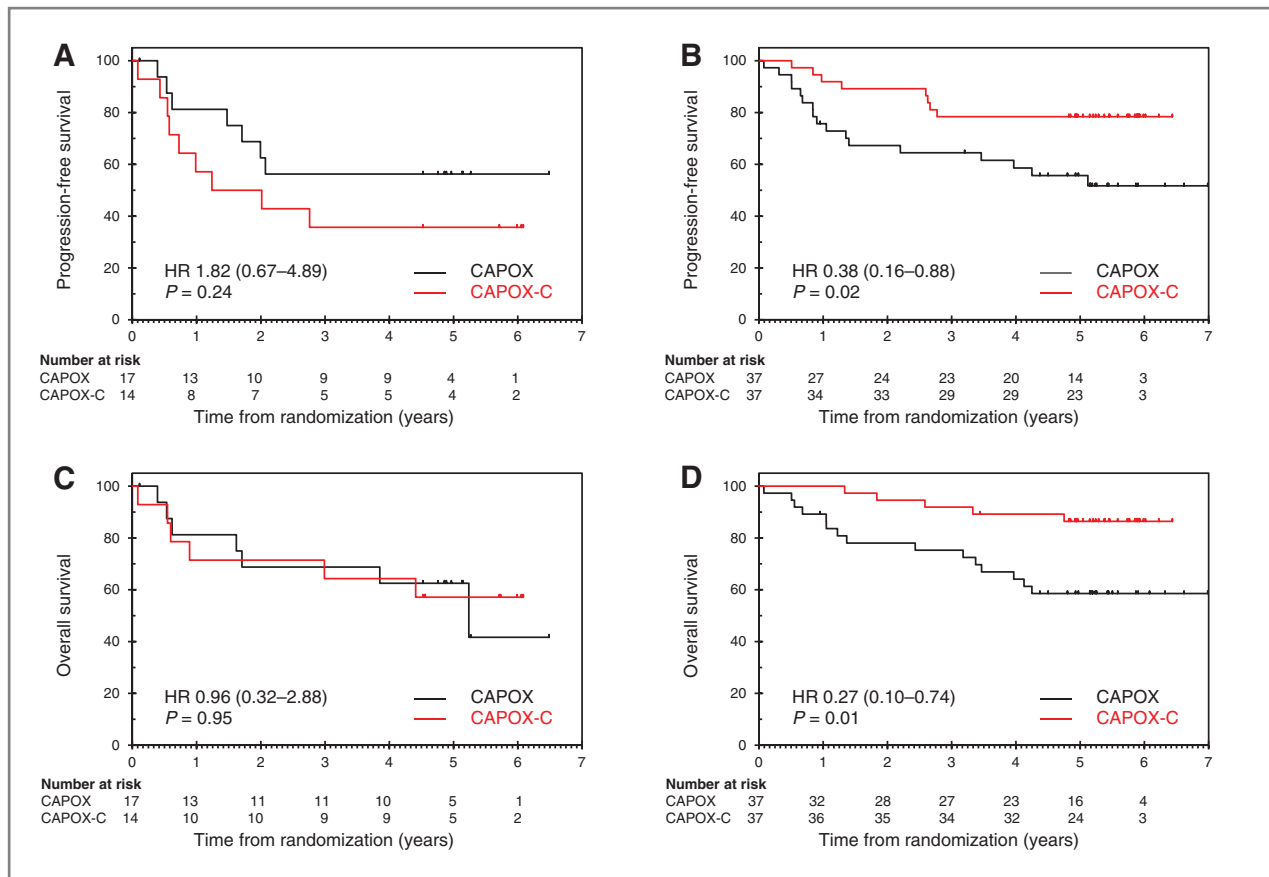 A
Progression-free survival
100
80
60
40
20
0
HR 1.82 (0.67–4.89)
P = 0.24
CAPOX
CAPOX-C
0 1 2 3 4 5 6 7
Number at risk
CAPOX 17 13 10 9 9 4 1
CAPOX-C 14 8 7 5 5 4 2
Time from randomization (years)
B
Progression-free survival
100
80
60
40
20
0
HR 0.38 (0.16–0.88)
P = 0.02
CAPOX
CAPOX-C
0 1 2 3 4 5 6 7
Number at risk
CAPOX 37 27 24 23 20 14 3
CAPOX-C 37 34 33 29 29 23 3
Time from randomization (years)
C
Overall survival
100
80
60
40
20
0
HR 0.96 (0.32–2.88)
P = 0.95
CAPOX
CAPOX-C
0 1 2 3 4 5 6 7
Number at risk
CAPOX 17 13 11 11 10 5 1
CAPOX-C 14 10 10 9 9 5 2
Time from randomization (years)
D
Overall survival
100
80
60
40
20
0
HR 0.27 (0.10–0.74)
P = 0.01
CAPOX
CAPOX-C
0 1 2 3 4 5 6 7
Number at risk
CAPOX 37 32 28 27 23 16 4
CAPOX-C 37 36 35 34 32 24 3
Time from randomization (years)